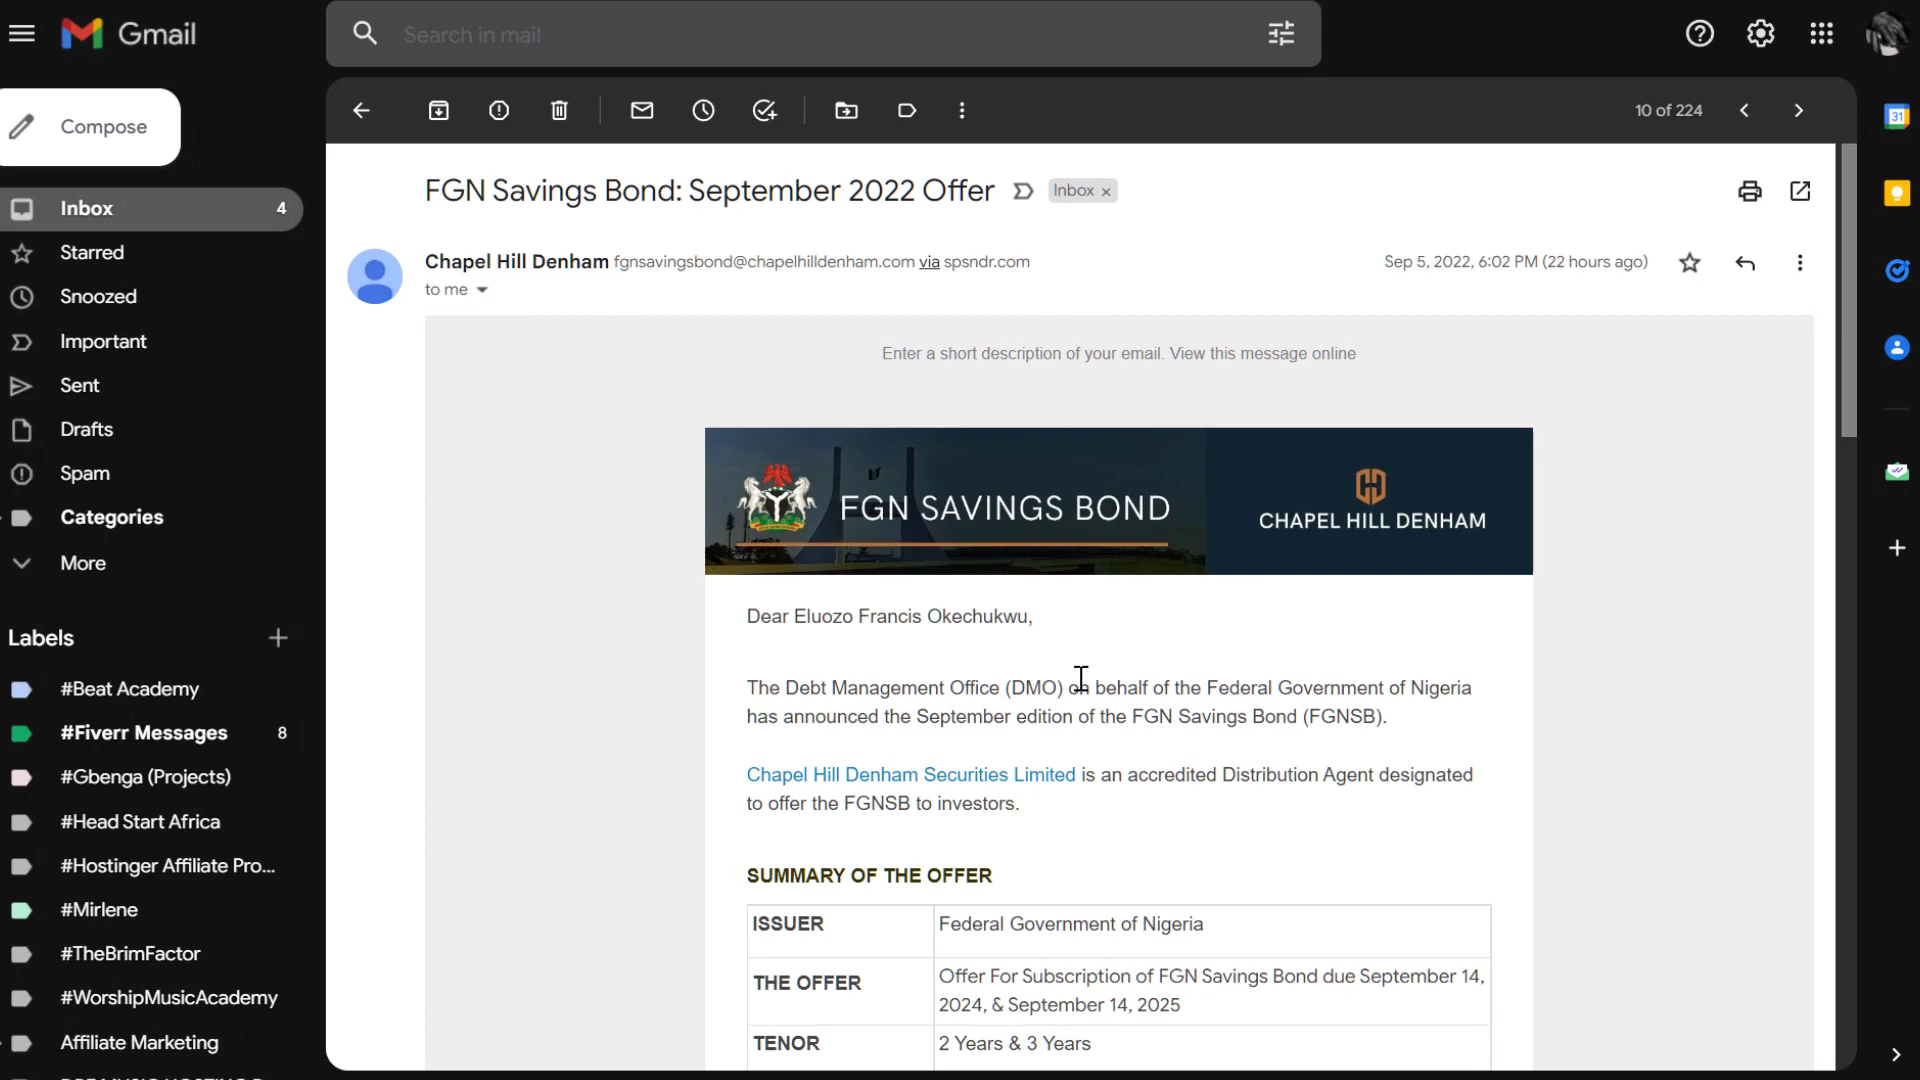 Gmail
Search in mail
Compose
10 of 224
Inbox 4
Starred
Snoozed
Important
Sent
Drafts
Spam
Categories
More
Labels
#Beat Academy
#Fiverr Messages 8
#Gbenga (Projects)
#Head Start Africa
#Hostinger Affiliate Pro...
#Mirlene
#TheBrimFactor
#WorshipMusicAcademy
Affiliate Marketing
FGN Savings Bond: September 2022 Offer Inbox x
Chapel Hill Denham fgnsavingsbond@chapelhilldenham.com via spsndr.com
Sep 5, 2022, 6:02 PM (22 hours ago)
to me
Enter a short description of your email. View this message online
FGN SAVINGS BOND
CHAPEL HILL DENHAM
Dear Eluozo Francis Okechukwu,
The Debt Management Office (DMO) on behalf of the Federal Government of Nigeria
has announced the September edition of the FGN Savings Bond (FGNSB).
Chapel Hill Denham Securities Limited is an accredited Distribution Agent designated
to offer the FGNSB to investors.
SUMMARY OF THE OFFER
ISSUER Federal Government of Nigeria
THE OFFER Offer For Subscription of FGN Savings Bond due September 14,
2024, & September 14, 2025
TENOR 2 Years & 3 Years
31